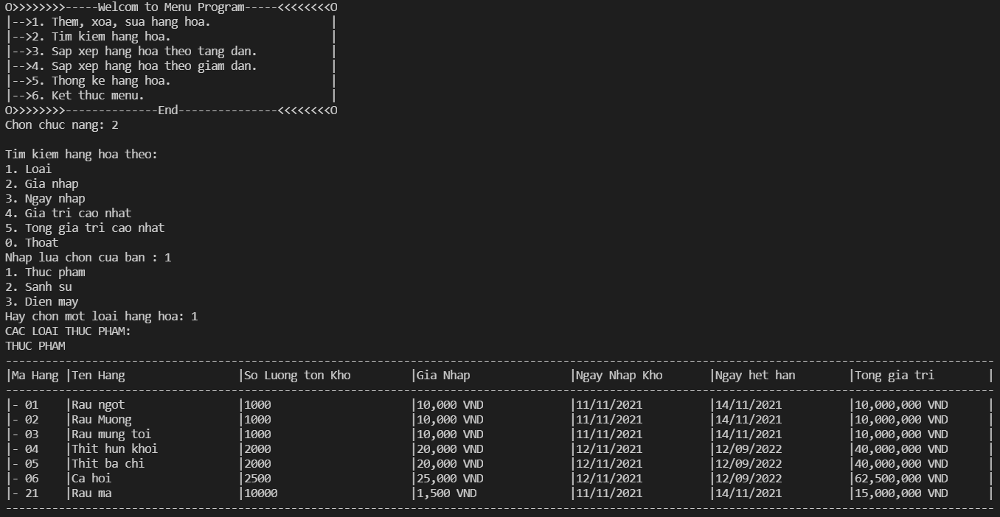 O>>>>>>>>-----Welcom to Menu Program-----<<<<<<<<O
|-->1. Them, xoa, sua hang hoa.                  |
|-->2. Tim kiem hang hoa.                        |
|-->3. Sap xep hang hoa theo tang dan.           |
|-->4. Sap xep hang hoa theo giam dan.           |
|-->5. Thong ke hang hoa.                        |
|-->6. Ket thuc menu.                            |
O>>>>>>>>--------------End---------------<<<<<<<<O
Chon chuc nang: 2

Tim kiem hang hoa theo:
1. Loai
2. Gia nhap
3. Ngay nhap
4. Gia tri cao nhat
5. Tong gia tri cao nhat
0. Thoat
Nhap lua chon cua ban : 1
1. Thuc pham
2. Sanh su
3. Dien may
Hay chon mot loai hang hoa: 1
CAC LOAI THUC PHAM:
THUC PHAM
-----------------------------------------------------------------------------------------------------------------------------------------------------
|Ma Hang |Ten Hang                 |So Luong ton Kho         |Gia Nhap               |Ngay Nhap Kho       |Ngay het han        |Tong gia tri        |
-----------------------------------------------------------------------------------------------------------------------------------------------------
|- 01    |Rau ngot                 |1000                     |10,000 VND             |11/11/2021          |14/11/2021          |10,000,000 VND      |
|- 02    |Rau Muong                |1000                     |10,000 VND             |11/11/2021          |14/11/2021          |10,000,000 VND      |
|- 03    |Rau mung toi             |1000                     |10,000 VND             |11/11/2021          |14/11/2021          |10,000,000 VND      |
|- 04    |Thit hun khoi            |2000                     |20,000 VND             |12/11/2021          |12/09/2022          |40,000,000 VND      |
|- 05    |Thit ba chi              |2000                     |20,000 VND             |12/11/2021          |12/09/2022          |40,000,000 VND      |
|- 06    |Ca hoi                   |2500                     |25,000 VND             |12/11/2021          |12/09/2022          |62,500,000 VND      |
|- 21    |Rau ma                   |10000                    |1,500 VND              |11/11/2021          |14/11/2021          |15,000,000 VND      |
-----------------------------------------------------------------------------------------------------------------------------------------------------